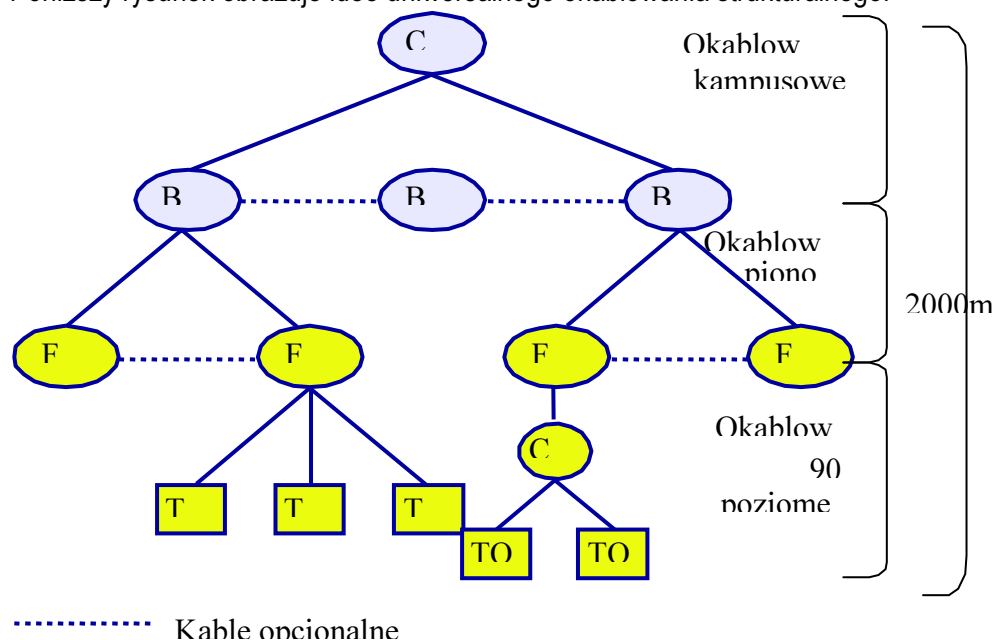 Poniższy rysunek obrazuje ideę uniwersalnego okablowania strukturalnego.
C
Okablow
kampusowe
B
B
B
Okablow
piono
2000m
F
F
F
F
Okablow
C
90
poziome
T
T
T
TO
TO
Kable opcjonalne